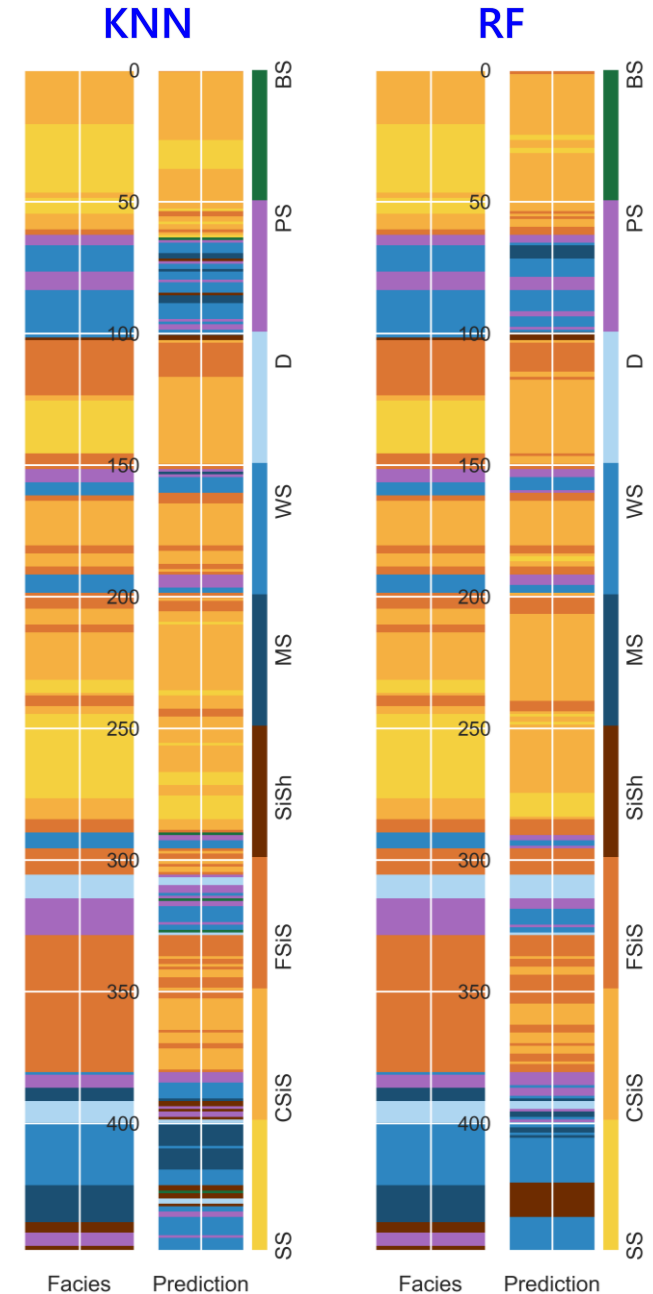 KNN
RF
0
50
100
150
200
250
300
350
400
BS
PS
D
WS
MS
SiSh
FSiS
CSiS
SS
Facies
Prediction
0
50
100
150
200
250
300
350
400
BS
PS
D
WS
MS
SiSh
FSiS
CSiS
SS
Facies
Prediction